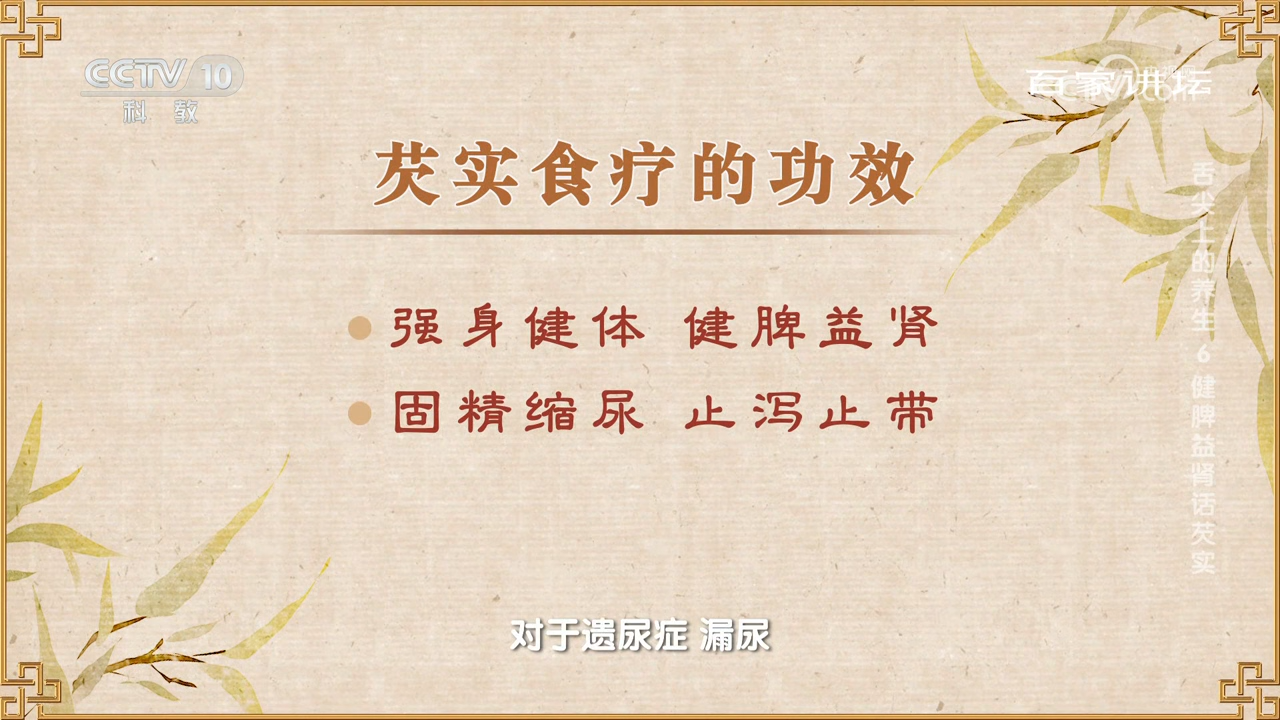 CCTV 10
科 教
百家讲坛
芡实食疗的功效
强身健体 健脾益肾
固精缩尿 止泻止带
舌尖上的养生 6 健脾益肾话芡实
对于遗尿症 漏尿